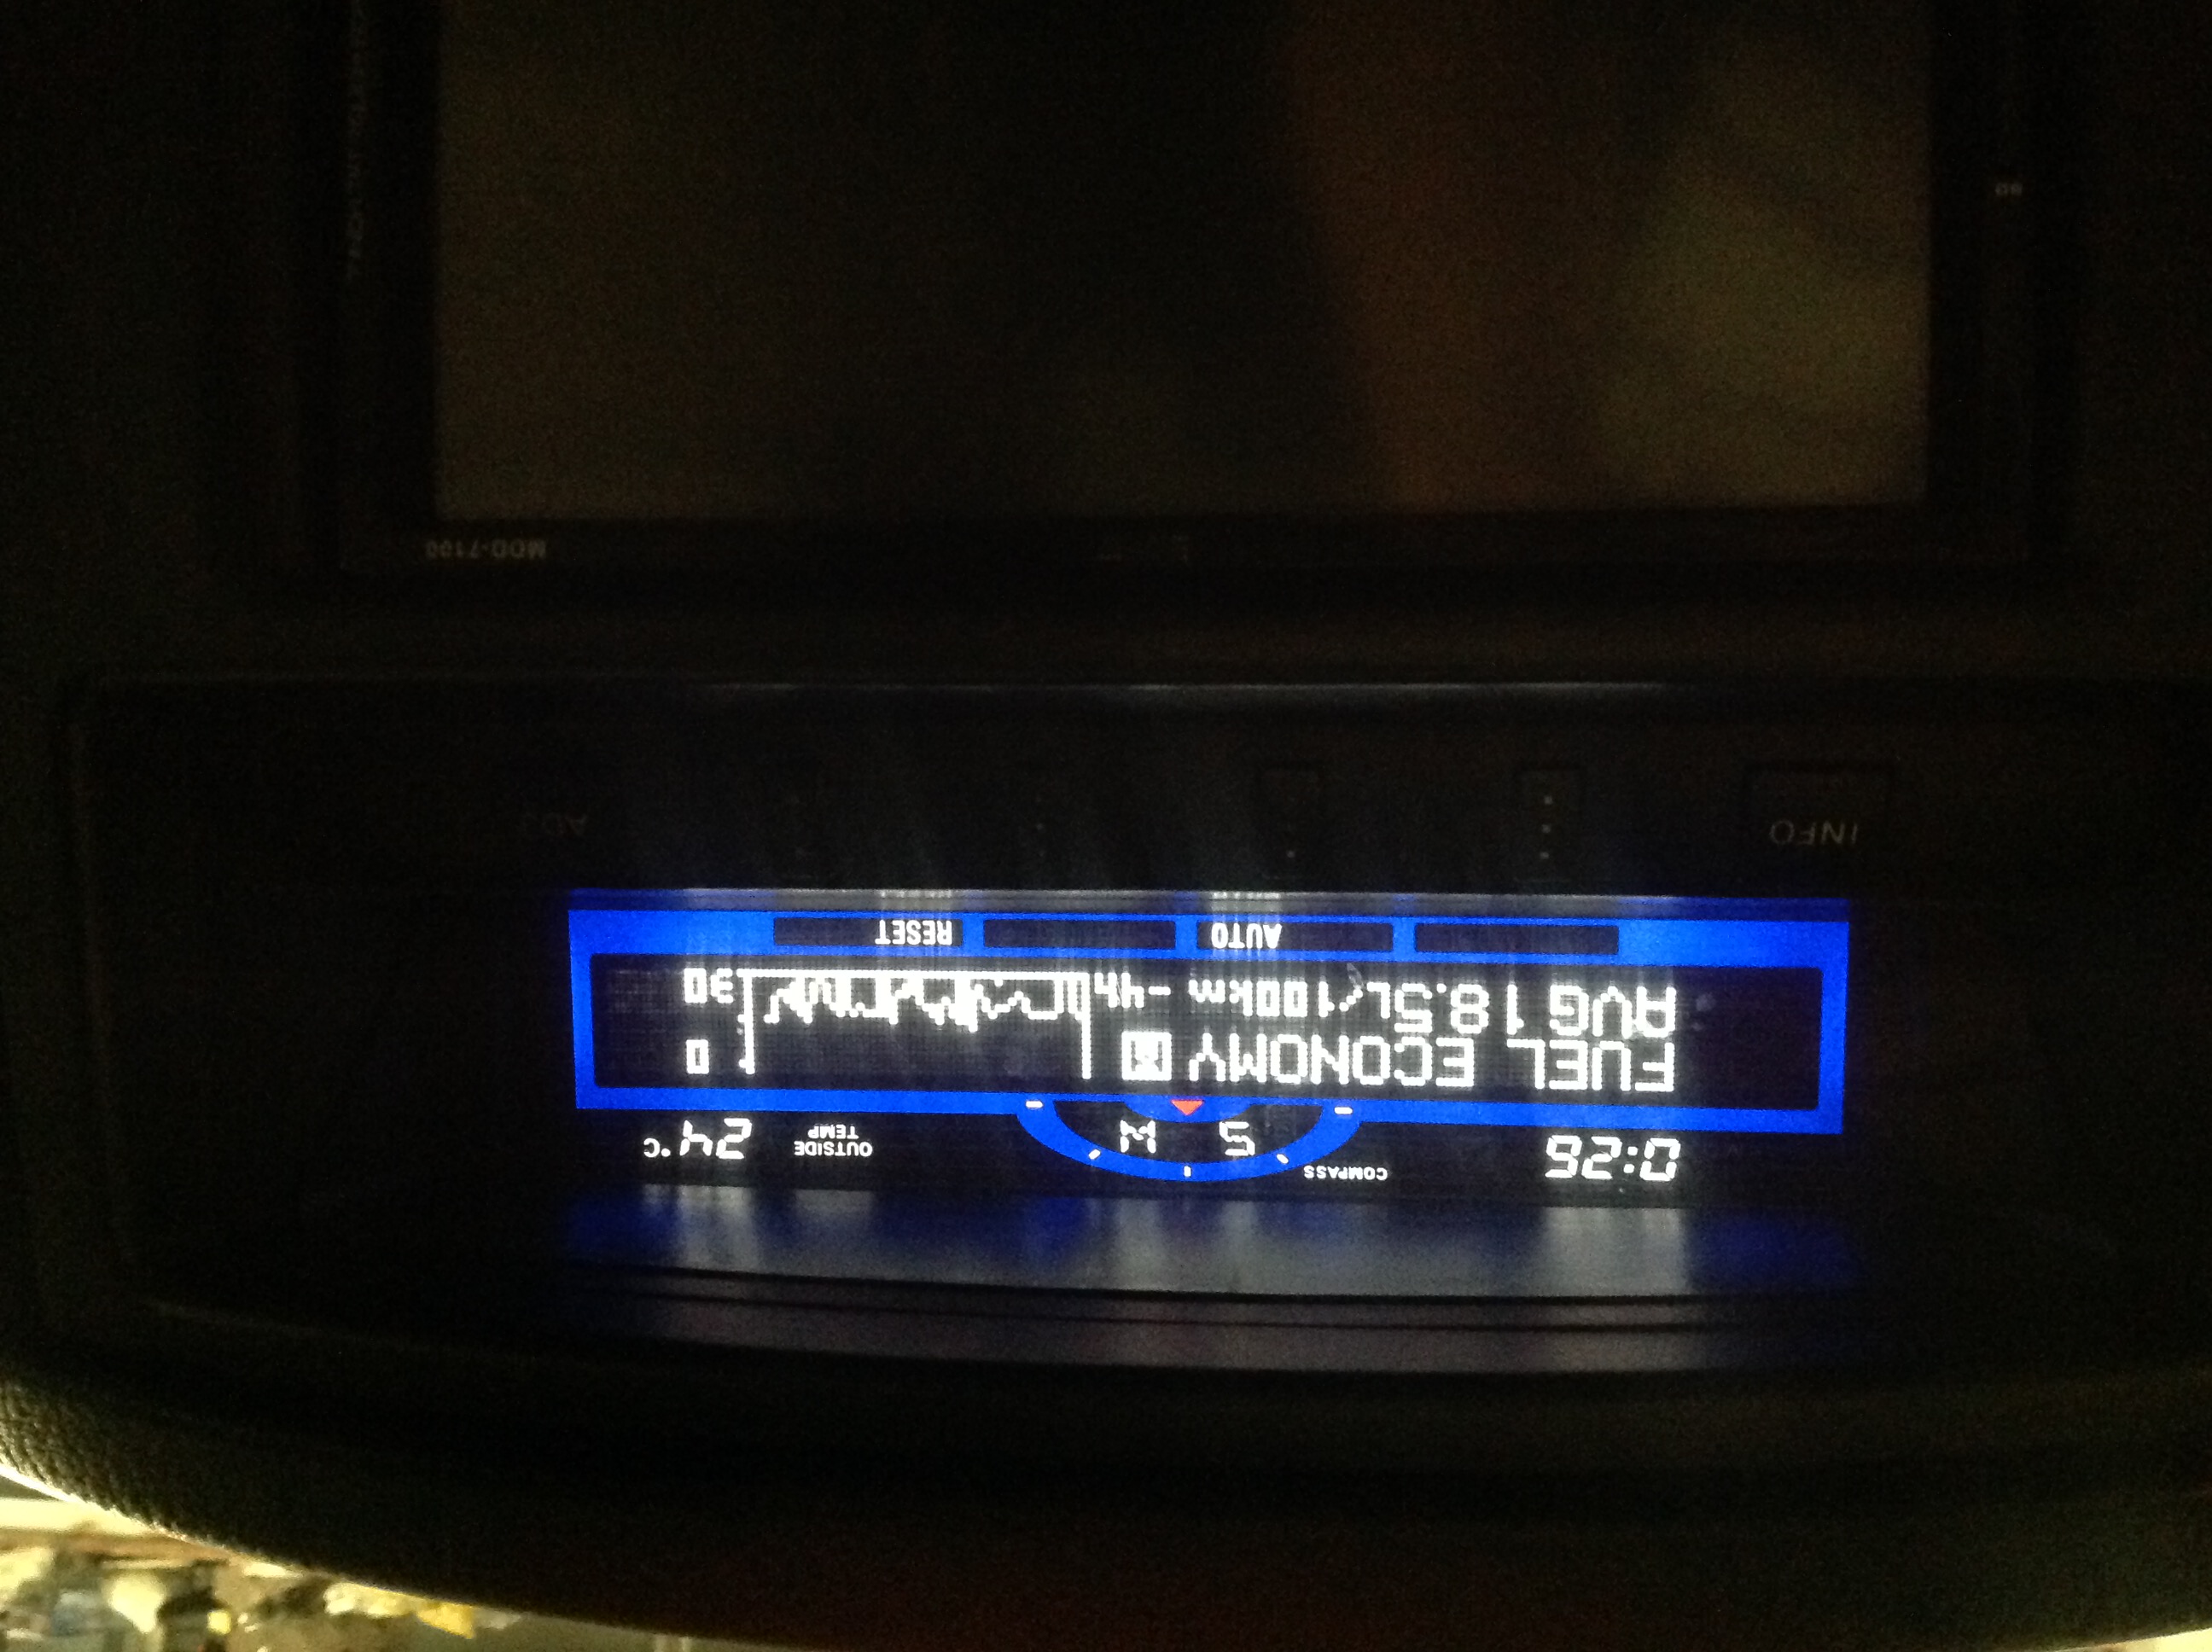 0:26 COMPASS S W OUTSIDE TEMP 24°C
FUEL ECONOMY 0
AVG 18.5L/100km -4h 30
AUTO RESET
INFO ADJ
MDD-7100